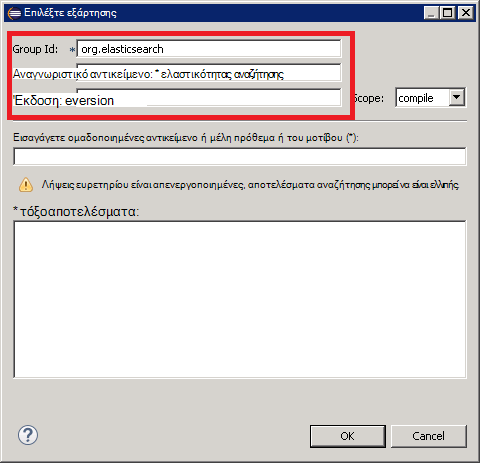 Επιλέξτε εξάρτησης
Group Id: * org.elasticsearch
Αναγνωριστικό αντικείμενο: * ελαστικότητας αναζήτησης
Έκδοση: eversion
Scope: compile
Εισαγάγετε ομαδοποιημένες αντικείμενο ή μέλη πρόθεμα ή του μοτίβου (*):
Λήψεις ευρετηρίου είναι απενεργοποιημένες, αποτελέσματα αναζήτησης μπορεί να είναι ελλιπής.
* τόξοαποτελέσματα:
OK Cancel